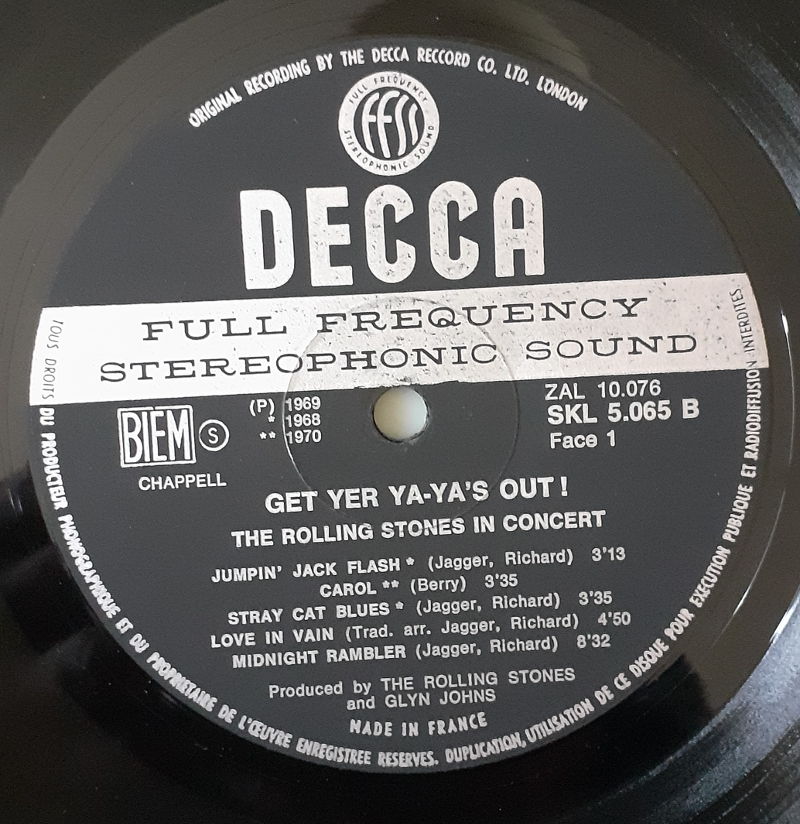 ORIGINAL RECORDING BY THE DECCA RECCORD CO. LTD. LONDON
FULL FREQUENCY
FFSS
STEREOPHONIC SOUND
DECCA
FULL FREQUENCY
STEREOPHONIC SOUND
BIEM S
CHAPPELL
(P) 1969
* 1968
** 1970
ZAL 10.076
SKL 5.065 B
Face 1
GET YER YA-YA'S OUT!
THE ROLLING STONES IN CONCERT
JUMPIN' JACK FLASH * (Jagger, Richard) 3'13
CAROL ** (Berry) 3'35
STRAY CAT BLUES * (Jagger, Richard) 3'35
LOVE IN VAIN (Trad. arr. Jagger, Richard) 4'50
MIDNIGHT RAMBLER (Jagger, Richard) 8'32
Produced by THE ROLLING STONES
and GLYN JOHNS
MADE IN FRANCE
TOUS DROITS DU PRODUCTEUR PHONOGRAPHIQUE ET DU PROPRIETAIRE DE L'ŒUVRE ENREGISTREE RESERVES. DUPLICATION, UTILISATION DE CE DISQUE POUR EXECUTION PUBLIQUE ET RADIODIFFUSION INTERDITES